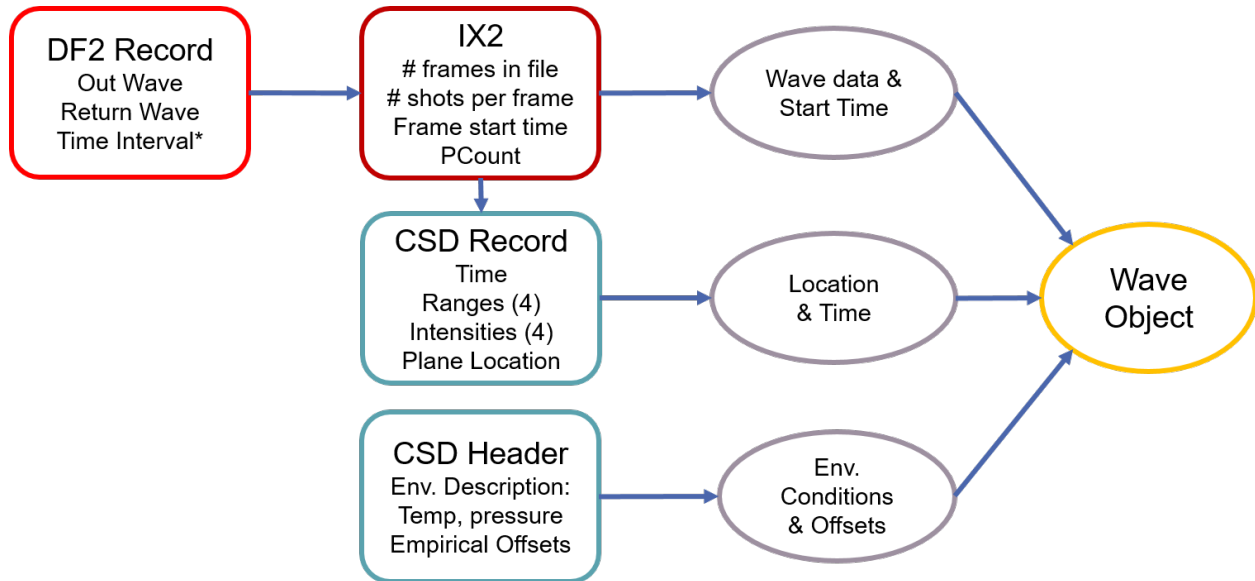 DF2 Record
Out Wave
Return Wave
Time Interval*
IX2
# frames in file
# shots per frame
Frame start time
PCount
Wave data &
Start Time
CSD Record
Time
Ranges (4)
Intensities (4)
Plane Location
Location
& Time
Wave
Object
CSD Header
Env. Description:
Temp, pressure
Empirical Offsets
Env.
Conditions
& Offsets